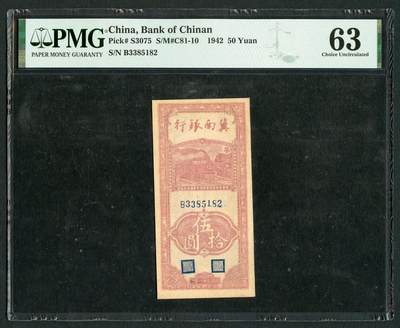 PMG
PAPER MONEY GUARANTY
China, Bank of Chinan
Pick# S3075 S/M#C81-10 1942 50 Yuan
S/N B3385182
63
Choice Uncirculated
行銀南冀
B3385182
伍
拾
圓